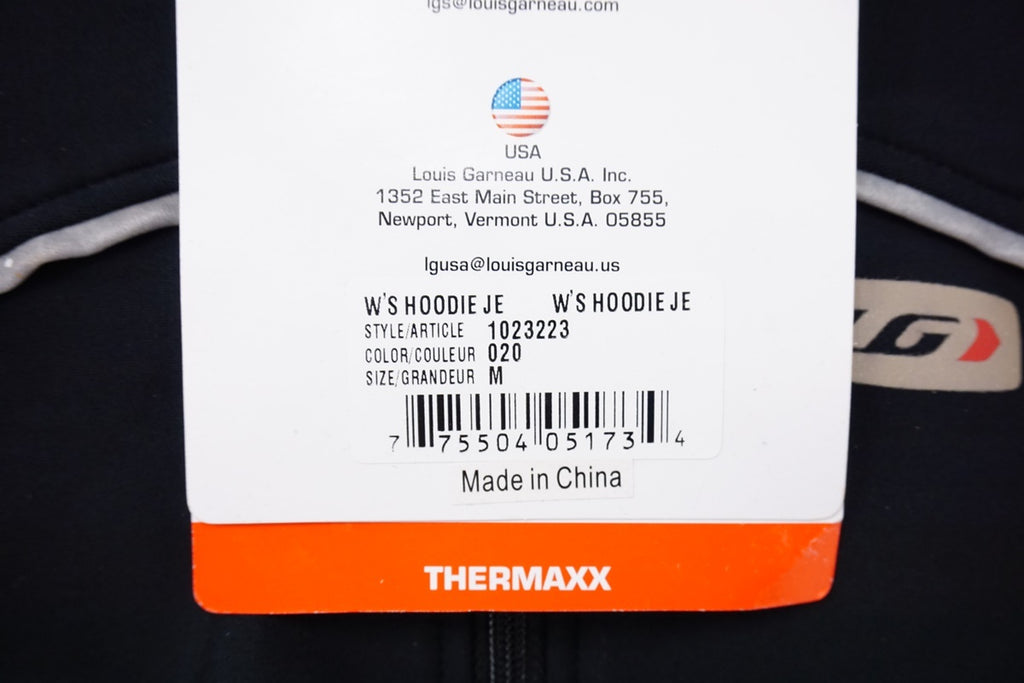 lgs@louisgarneau.com
USA
Louis Garneau U.S.A. Inc.
1352 East Main Street, Box 755,
Newport, Vermont U.S.A. 05855
lgusa@louisgarneau.us
W'S HOODIE JE W'S HOODIE JE
STYLE/ARTICLE 1023223
COLOR/COULEUR 020
SIZE/GRANDEUR M
7 75504 05173 4
Made in China
THERMAXX
LG